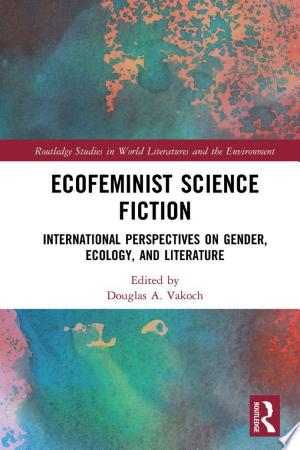 Routledge Studies in World Literatures and the Environment
ECOFEMINIST SCIENCE
FICTION
INTERNATIONAL PERSPECTIVES ON GENDER,
ECOLOGY, AND LITERATURE
Edited by
Douglas A. Vakoch
R
ROUTLEDGE